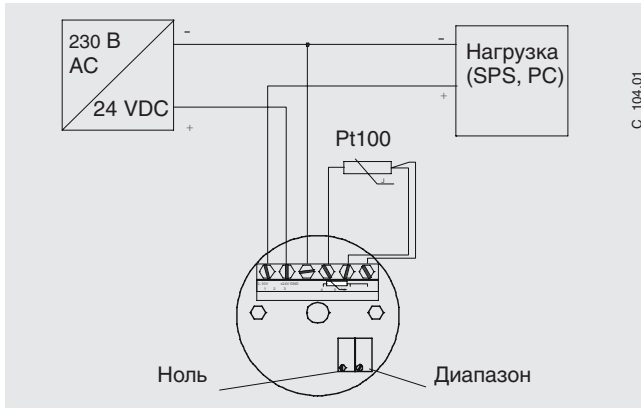 230 В
AC
24 VDC
-
+
-
+
Нагрузка
(SPS, PC)
C_104.01
Pt100
Ноль
Диапазон